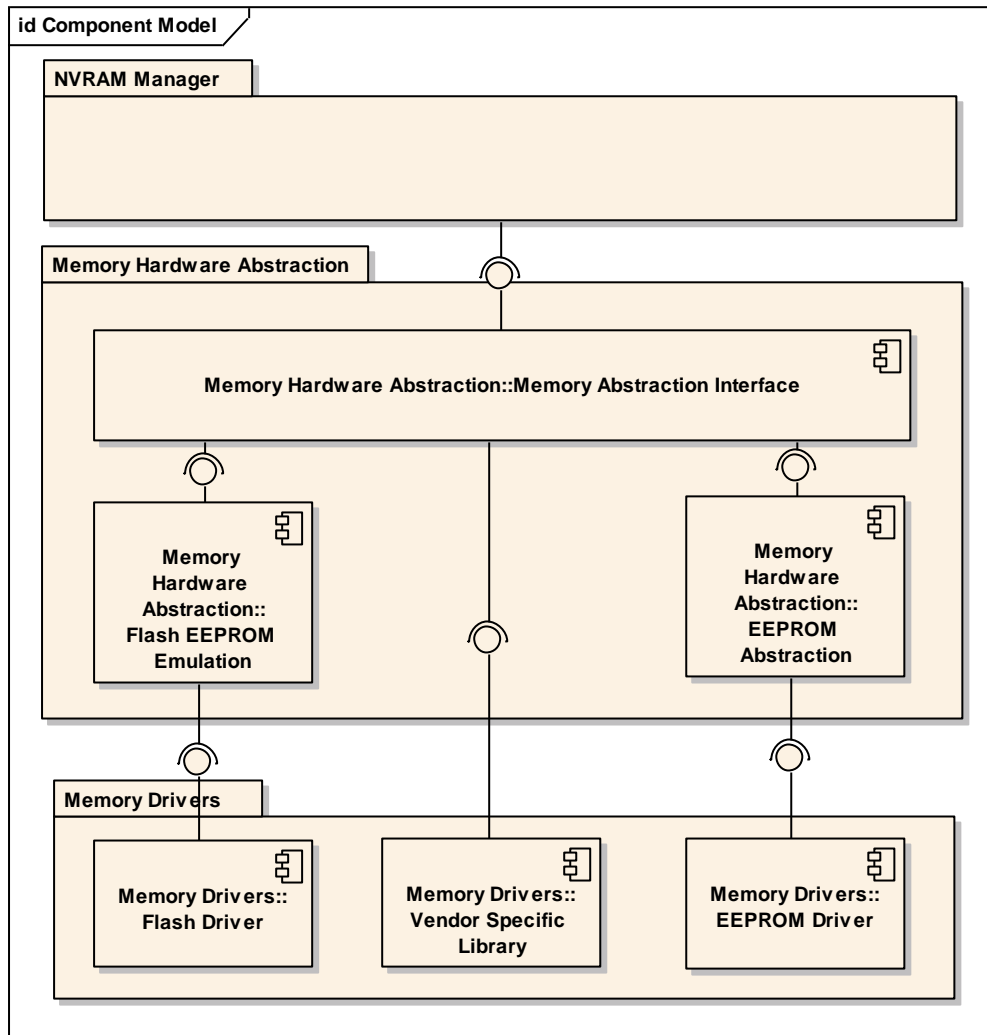 id Component Model
NVRAM Manager
Memory Hardware Abstraction
Memory Hardware Abstraction::Memory Abstraction Interface
Memory
Hardware
Abstraction::
Flash EEPROM
Emulation
Memory
Hardware
Abstraction::
EEPROM
Abstraction
Memory Drivers
Memory Drivers::
Flash Driver
Memory Drivers::
Vendor Specific
Library
Memory Drivers::
EEPROM Driver